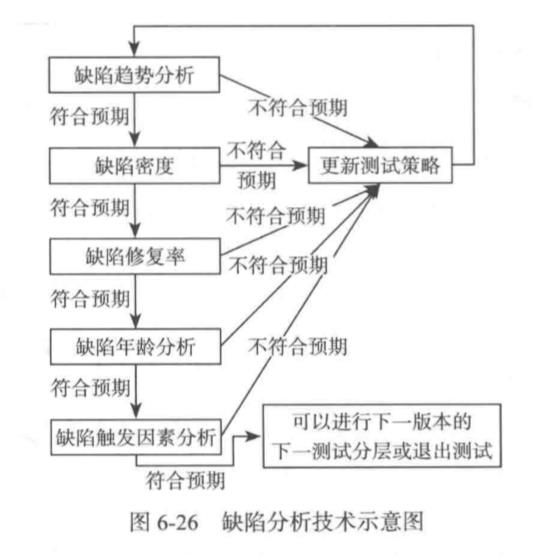 缺陷趋势分析
符合预期
不符合预期
缺陷密度
不符合
预期
更新测试策略
符合预期
不符合预期
缺陷修复率
不符合预期
符合预期
缺陷年龄分析
不符合预期
符合预期
缺陷触发因素分析
可以进行下一版本的
下一测试分层或退出测试
符合预期
图 6-26 缺陷分析技术示意图